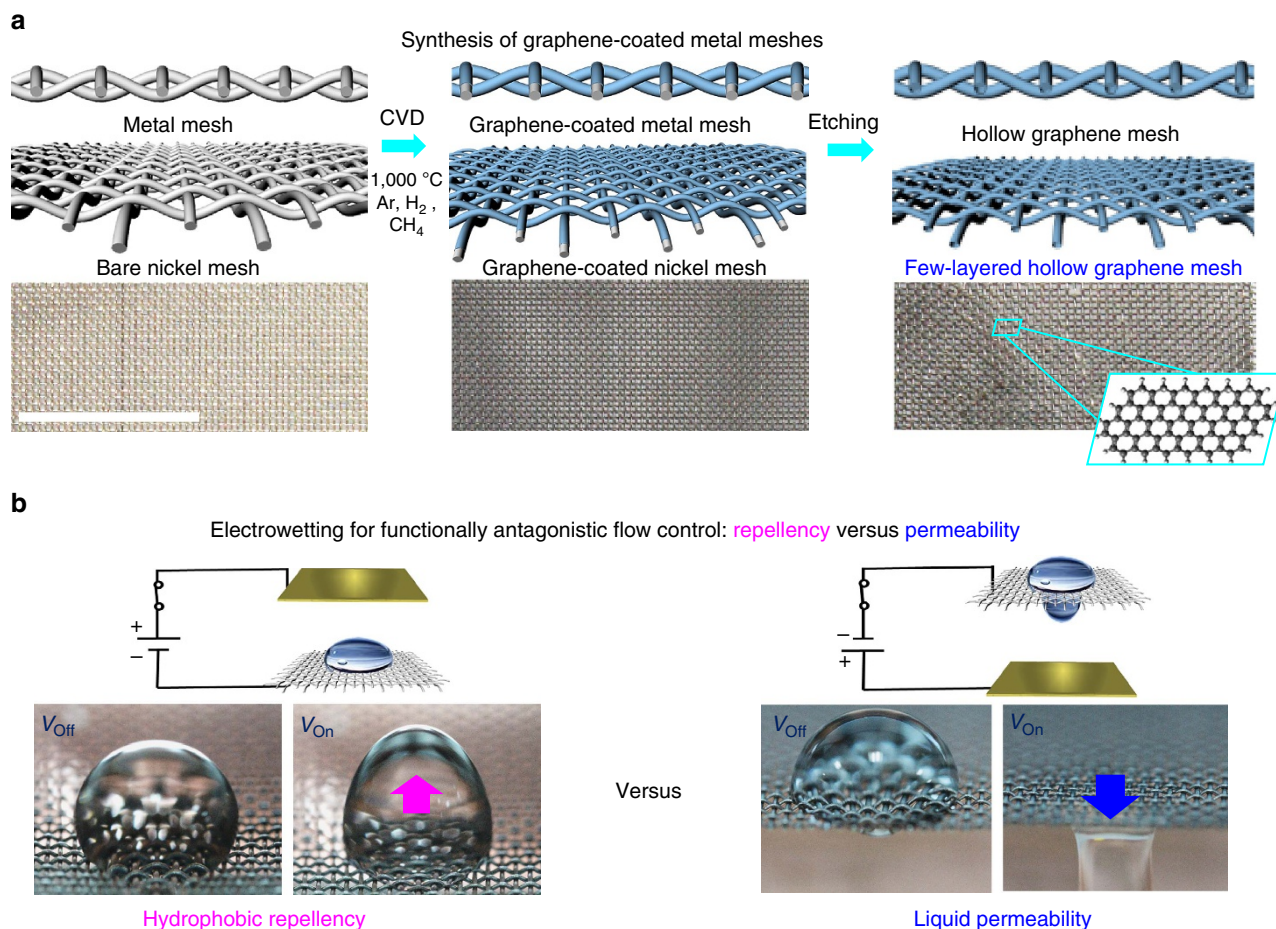 a
Synthesis of graphene-coated metal meshes
Metal mesh
CVD
Graphene-coated metal mesh
Etching
Hollow graphene mesh
1,000 °C
Ar, H2 ,
CH4
Bare nickel mesh
Graphene-coated nickel mesh
Few-layered hollow graphene mesh
b
Electrowetting for functionally antagonistic flow control: repellency versus permeability
+
–
–
+
VOff
VOn
Versus
VOff
VOn
Hydrophobic repellency
Liquid permeability